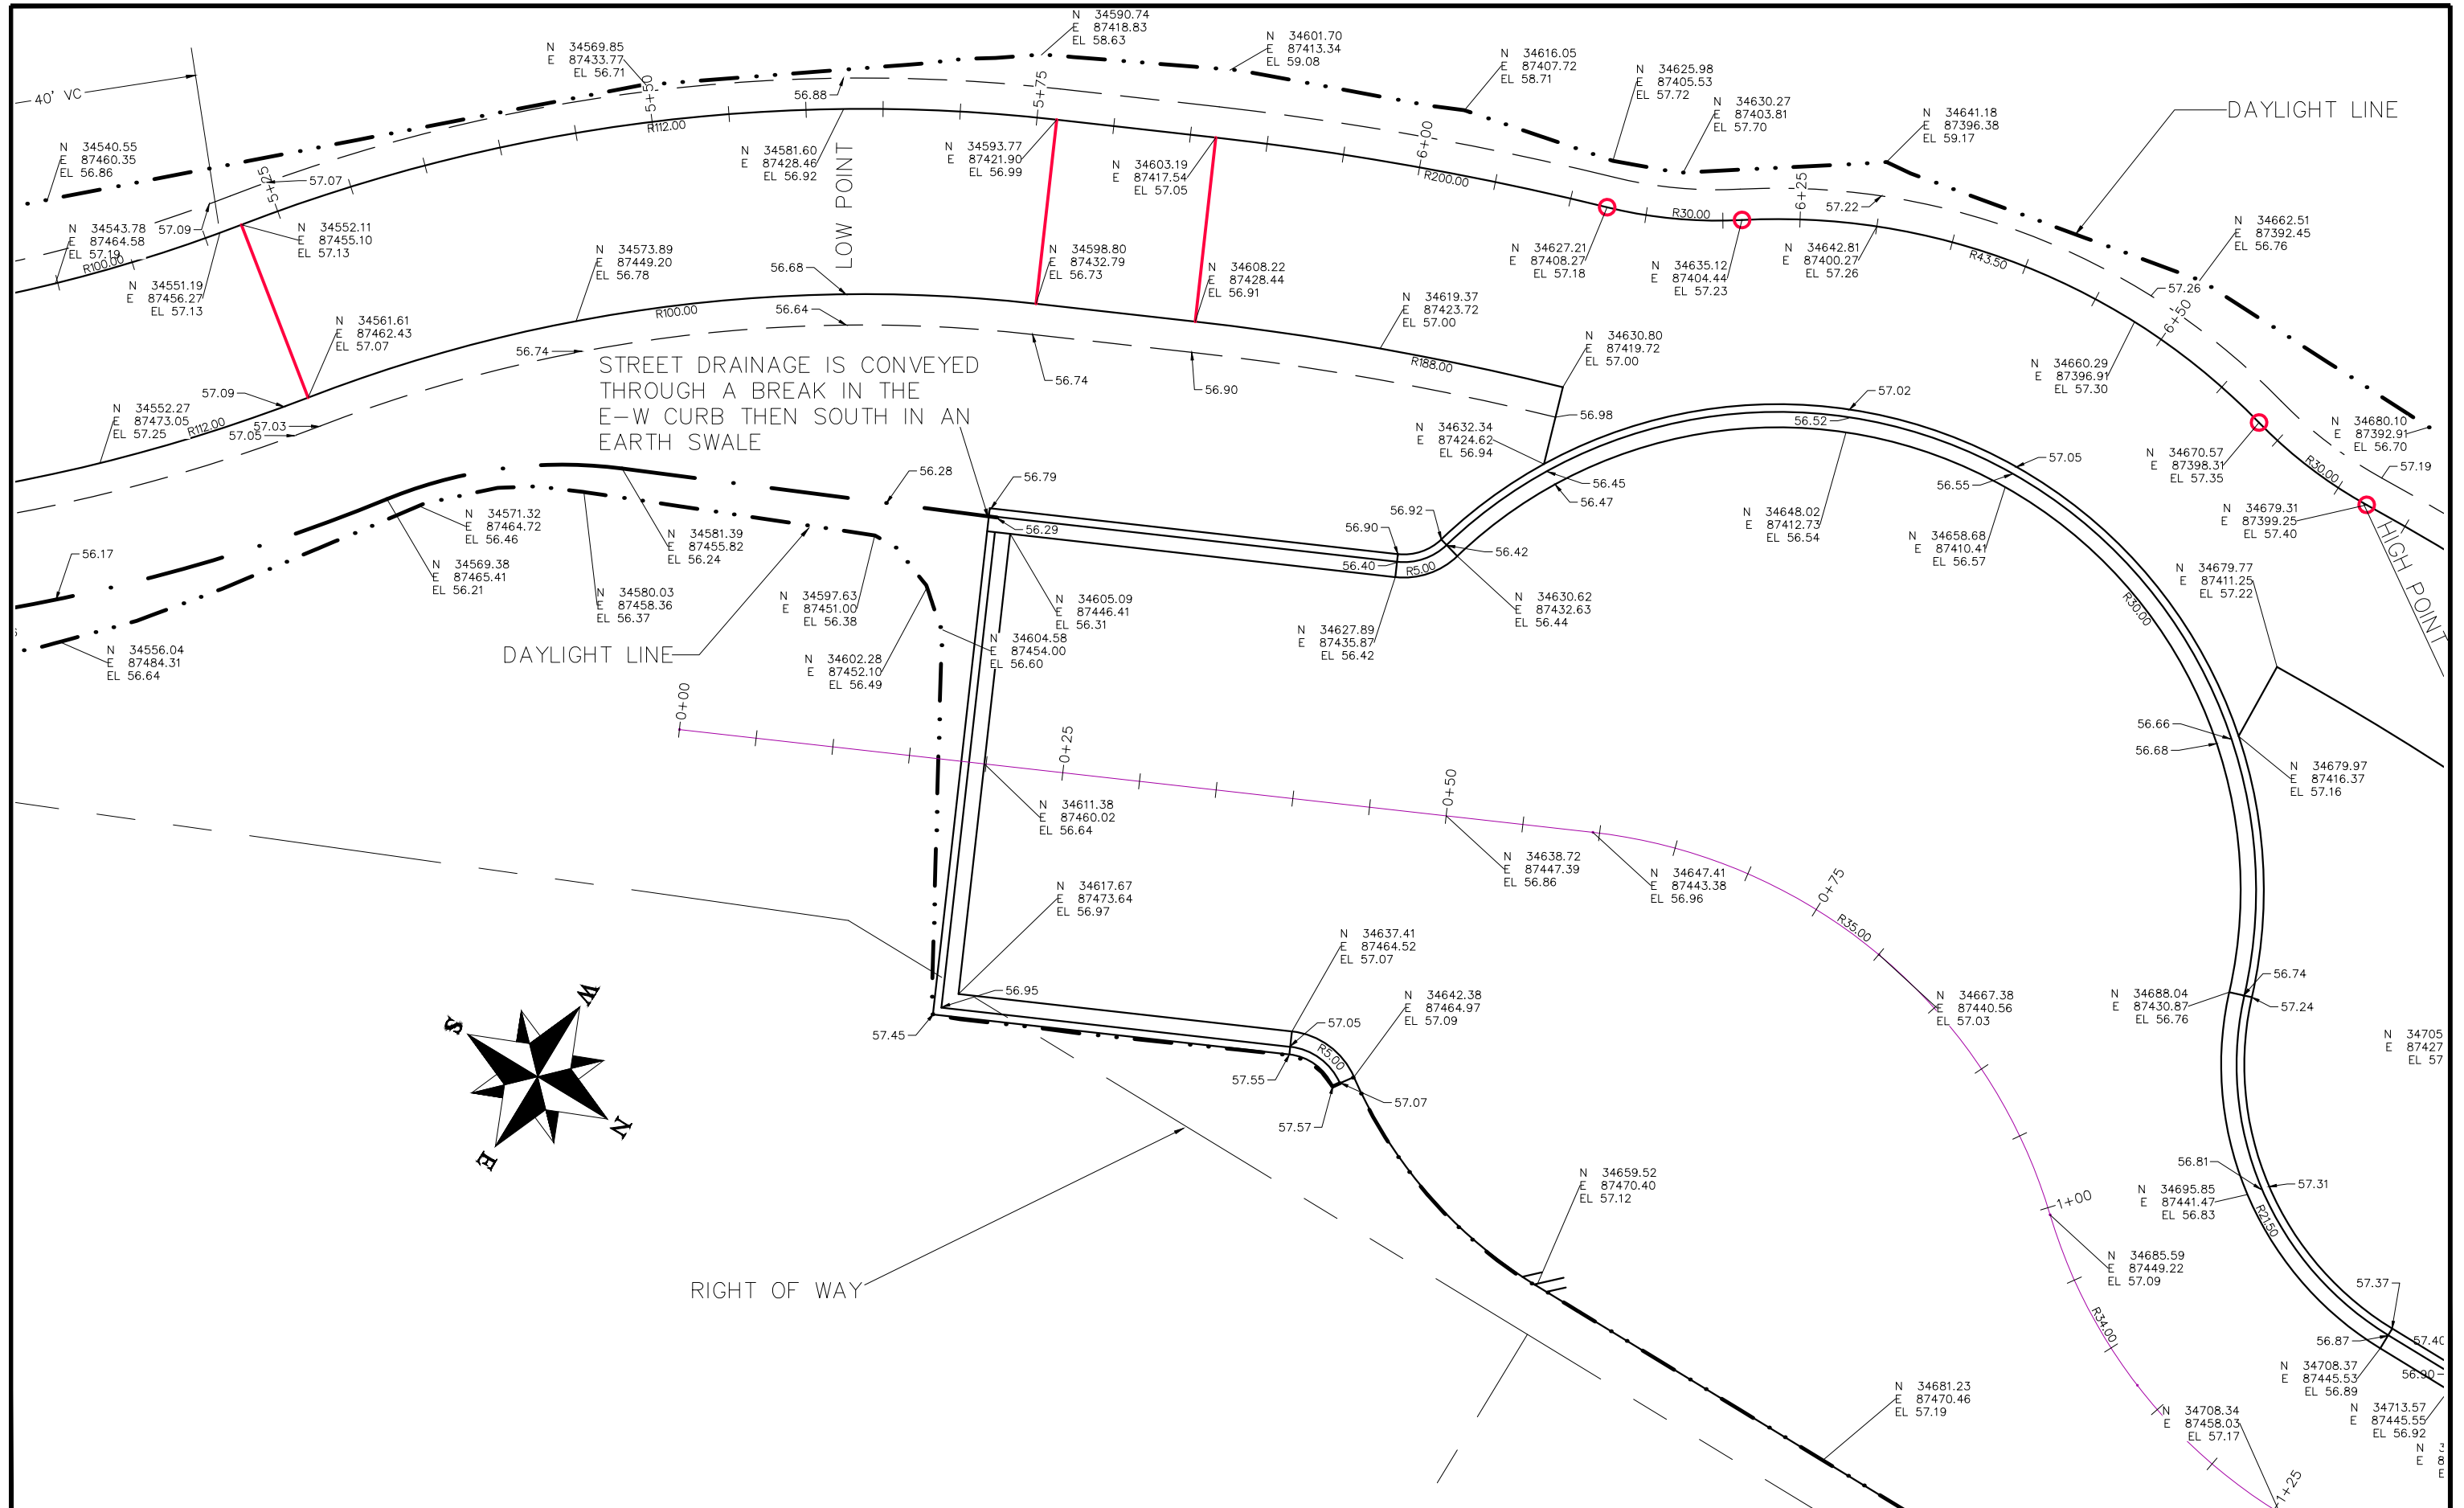 N 34590.74
E 87418.83
EL 58.63
N 34601.70
E 87413.34
EL 59.08
N 34569.85
E 87433.77
EL 56.71
N 34616.05
E 87407.72
EL 58.71
N 34625.98
E 87405.53
EL 57.72
N 34630.27
E 87403.81
EL 57.70
N 34641.18
E 87396.38
EL 59.17
DAYLIGHT LINE
40' VC
5+50
5+75
56.88
R112.00
N 34540.55
E 87460.35
EL 56.86
5+25
57.07
N 34581.60
E 87428.46
EL 56.92
LOW POINT
N 34593.77
E 87421.90
EL 56.99
N 34603.19
E 87417.54
EL 57.05
6+00
R200.00
6+25
57.22
R30.00
N 34662.51
E 87392.45
EL 56.76
N 34543.78
E 87464.58
EL 57.19
57.09
R100.00
N 34552.11
E 87455.10
EL 57.13
N 34573.89
E 87449.20
EL 56.78
56.68
N 34598.80
E 87432.79
EL 56.73
N 34608.22
E 87428.44
EL 56.91
N 34627.21
E 87408.27
EL 57.18
N 34635.12
E 87404.44
EL 57.23
N 34642.81
E 87400.27
EL 57.26
R43.50
57.26
6+50
N 34551.19
E 87456.27
EL 57.13
N 34561.61
E 87462.43
EL 57.07
R100.00
56.64
N 34619.37
E 87423.72
EL 57.00
N 34630.80
E 87419.72
EL 57.00
N 34660.29
E 87396.91
EL 57.30
56.74
STREET DRAINAGE IS CONVEYED
THROUGH A BREAK IN THE
E-W CURB THEN SOUTH IN AN
EARTH SWALE
56.74
56.90
R188.00
57.09
N 34552.27
E 87473.05
EL 57.25
R112.00
57.03
57.05
56.98
57.02
56.52
N 34632.34
E 87424.62
EL 56.94
N 34680.10
E 87392.91
EL 56.70
N 34670.57
E 87398.31
EL 57.35
R30.00
57.19
57.05
56.55
56.45
56.47
56.28
56.79
56.29
56.92
56.90
56.42
56.40
R5.00
N 34648.02
E 87412.73
EL 56.54
N 34658.68
E 87410.41
EL 56.57
N 34679.31
E 87399.25
EL 57.40
HIGH POINT
N 34571.32
E 87464.72
EL 56.46
N 34581.39
E 87455.82
EL 56.24
56.17
N 34569.38
E 87465.41
EL 56.21
N 34580.03
E 87458.36
EL 56.37
N 34597.63
E 87451.00
EL 56.38
N 34605.09
E 87446.41
EL 56.31
N 34630.62
E 87432.63
EL 56.44
N 34679.77
E 87411.25
EL 57.22
R30.00
N 34627.89
E 87435.87
EL 56.42
N 34604.58
E 87454.00
EL 56.60
N 34556.04
E 87484.31
EL 56.64
DAYLIGHT LINE
N 34602.28
E 87452.10
EL 56.49
0+00
0+25
0+50
56.66
56.68
N 34679.97
E 87416.37
EL 57.16
N 34611.38
E 87460.02
EL 56.64
N 34638.72
E 87447.39
EL 56.86
N 34647.41
E 87443.38
EL 56.96
0+75
R35.00
N 34617.67
E 87473.64
EL 56.97
N 34637.41
E 87464.52
EL 57.07
56.95
57.45
N 34642.38
E 87464.97
EL 57.09
57.05
R5.00
57.55
57.07
57.57
N 34667.38
E 87440.56
EL 57.03
N 34688.04
E 87430.87
EL 56.76
56.74
57.24
N 34705
E 87427
EL 57
W
S
N
E
56.81
57.31
N 34659.52
E 87470.40
EL 57.12
N 34695.85
E 87441.47
EL 56.83
R21.50
1+00
N 34685.59
E 87449.22
EL 57.09
RIGHT OF WAY
57.37
R34.00
56.87
57.40
56.90
N 34708.37
E 87445.53
EL 56.89
N 34681.23
E 87470.46
EL 57.19
N 34708.34
E 87458.03
EL 57.17
N 34713.57
E 87445.55
EL 56.92
N
E
1+25